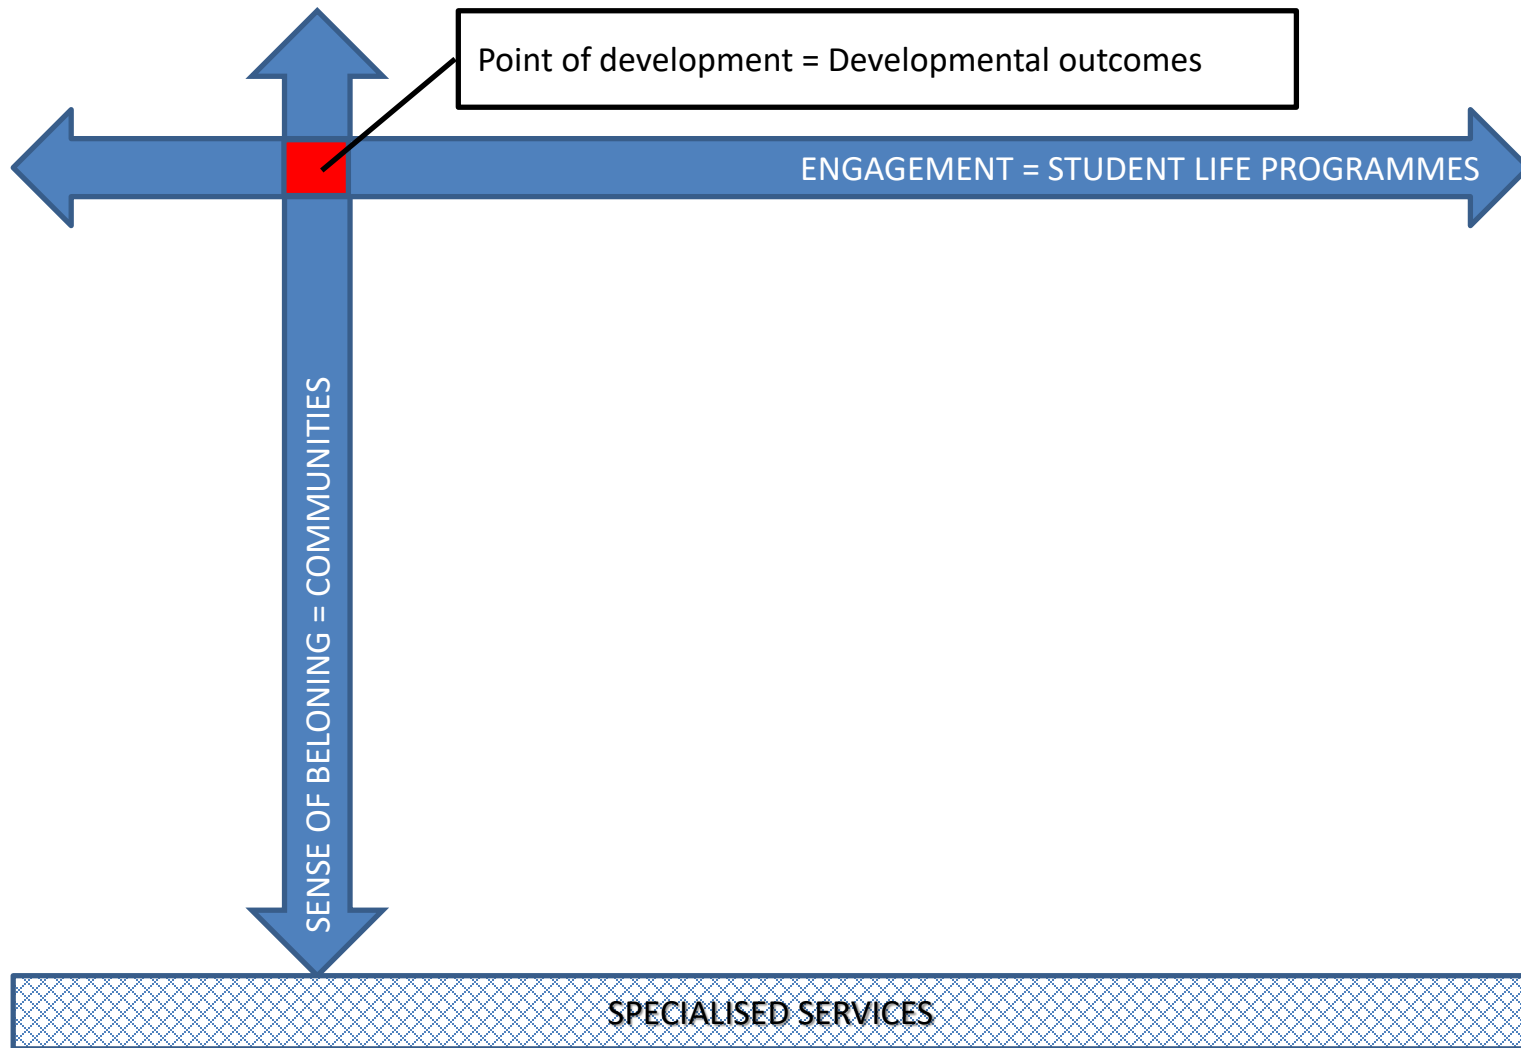 Point of development = Developmental outcomes
ENGAGEMENT = STUDENT LIFE PROGRAMMES
SENSE OF BELONING = COMMUNITIES
SPECIALISED SERVICES